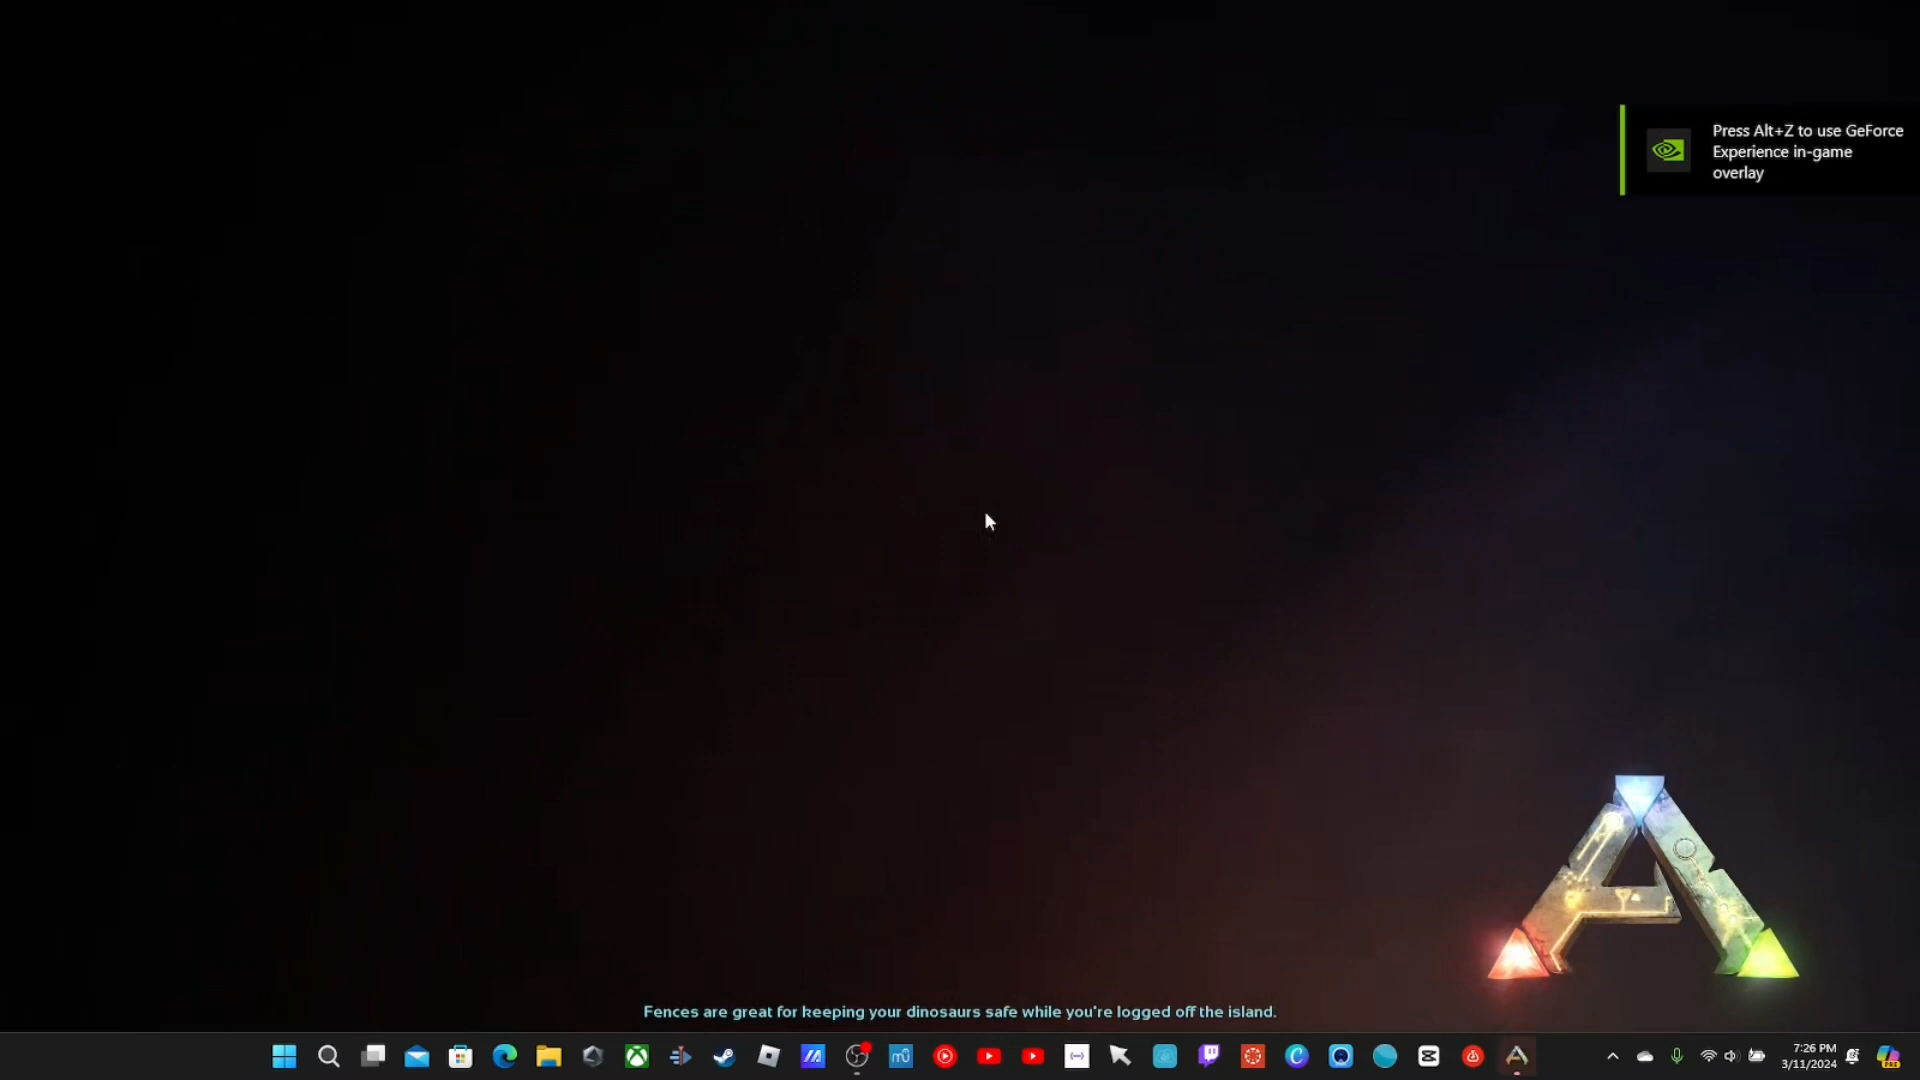 Press Alt+Z to use GeForce
Experience in-game
overlay
Fences are great for keeping your dinosaurs safe while you're logged off the island.
7:26 PM
3/11/2024